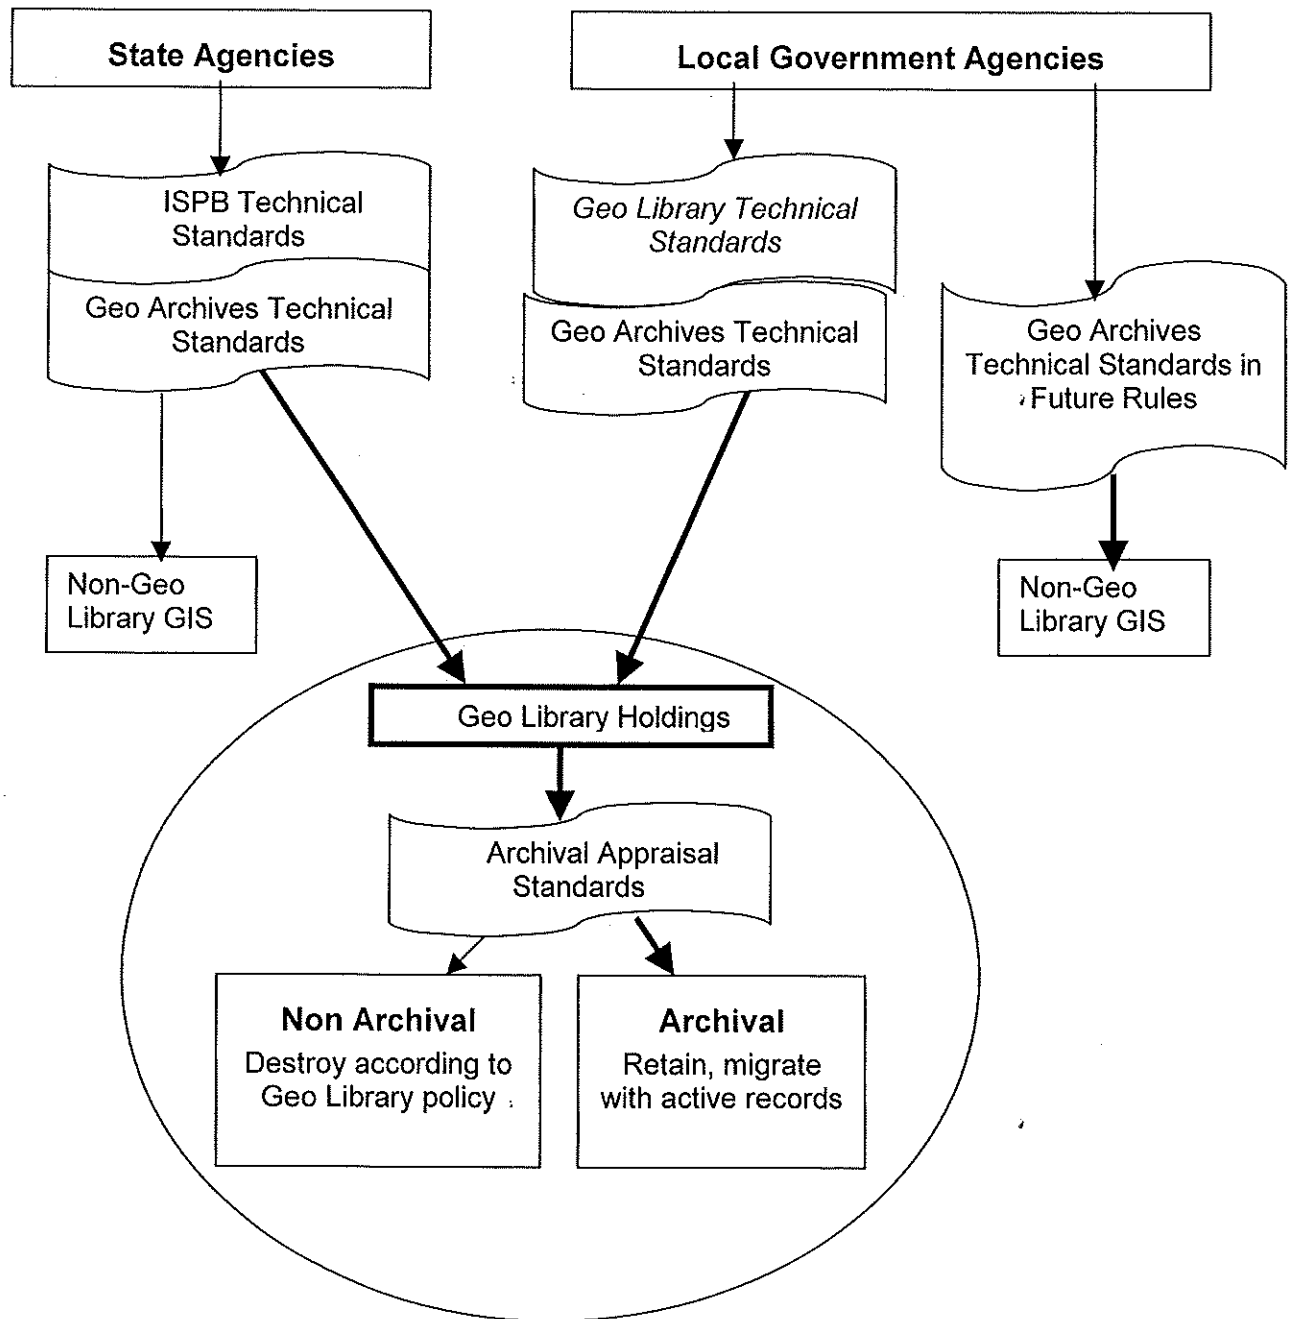 State Agencies
Local Government Agencies
ISPB Technical
Standards
Geo Archives Technical
Standards
Geo Library Technical
Standards
Geo Archives Technical
Standards
Geo Archives
Technical Standards in
Future Rules
Non-Geo
Library GIS
Non-Geo
Library GIS
Geo Library Holdings
Archival Appraisal
Standards
Non Archival
Destroy according to
Geo Library policy
Archival
Retain, migrate
with active records